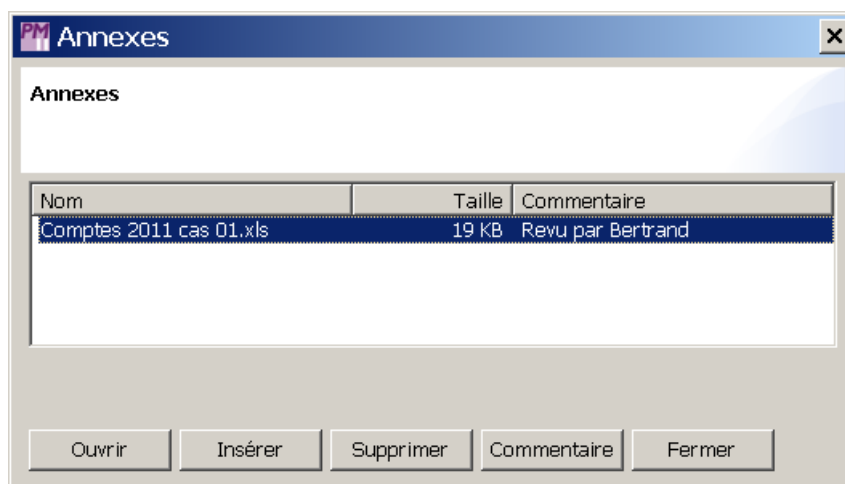 PM Annexes
Annexes
Nom Taille Commentaire
Comptes 2011 cas 01.xls 19 KB Revu par Bertrand
Ouvrir Insérer Supprimer Commentaire Fermer